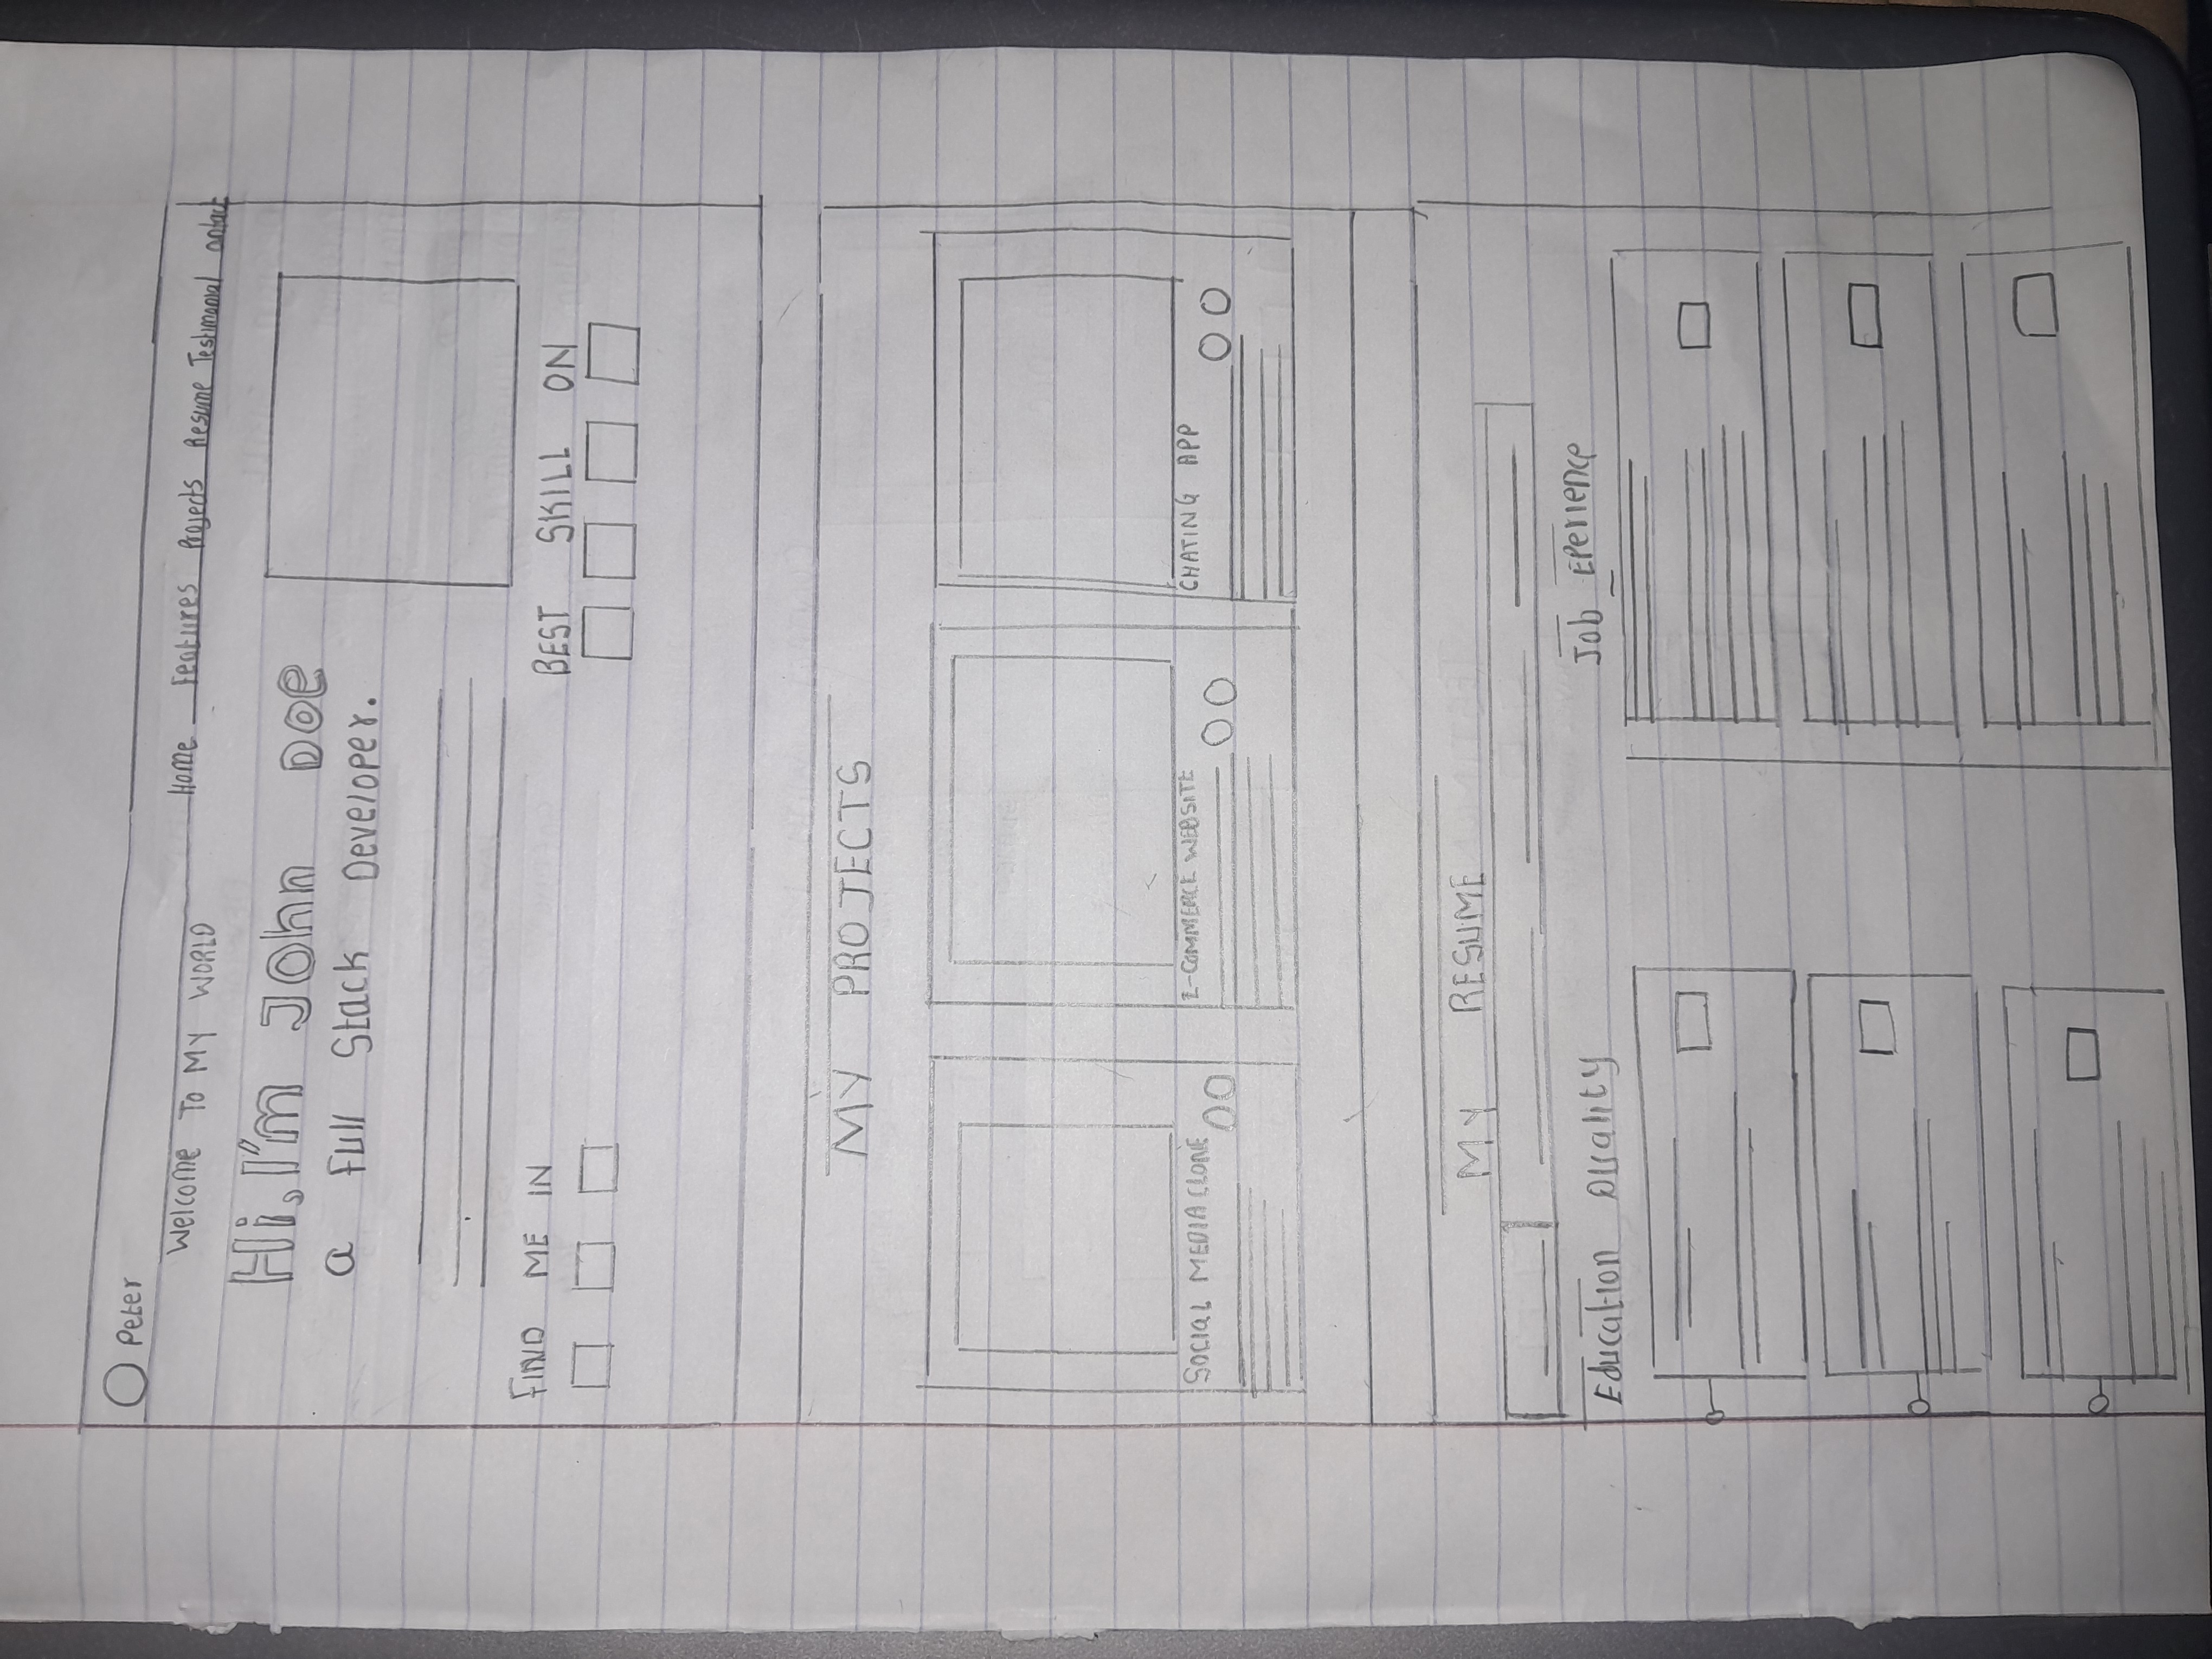 Peter
Home Features Projects Resume Testimonial ontact
Welcome To MY WORLD
Hi, I'm John Doe
a Full Stack Developer.
FIND ME IN
BEST SKILL ON
MY PROJECTS
SOCIAL MEDIA CLONE
E-COMMERCE WEBSITE
CHATING APP
MY RESUME
Education Quality
Job Eperience